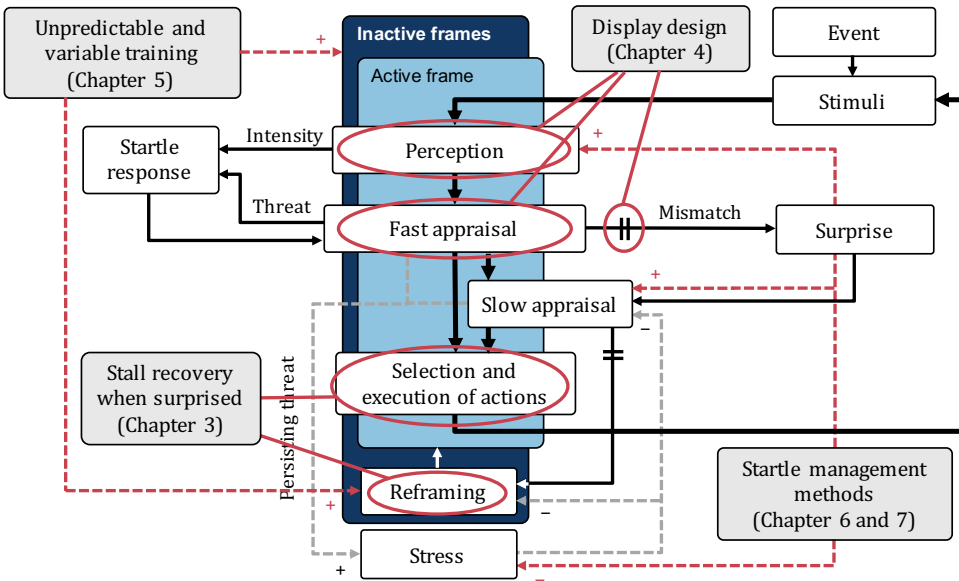 Unpredictable and
variable training
(Chapter 5)
+
Inactive frames
Active frame
Display design
(Chapter 4)
Event
Stimuli
Startle
response
Intensity
Perception
+
Threat
Fast appraisal
Mismatch
Surprise
+
Slow appraisal
–
Stall recovery
when surprised
(Chapter 3)
Persisting threat
Selection and
execution of actions
+
Reframing
–
Startle management
methods
(Chapter 6 and 7)
+
Stress
–